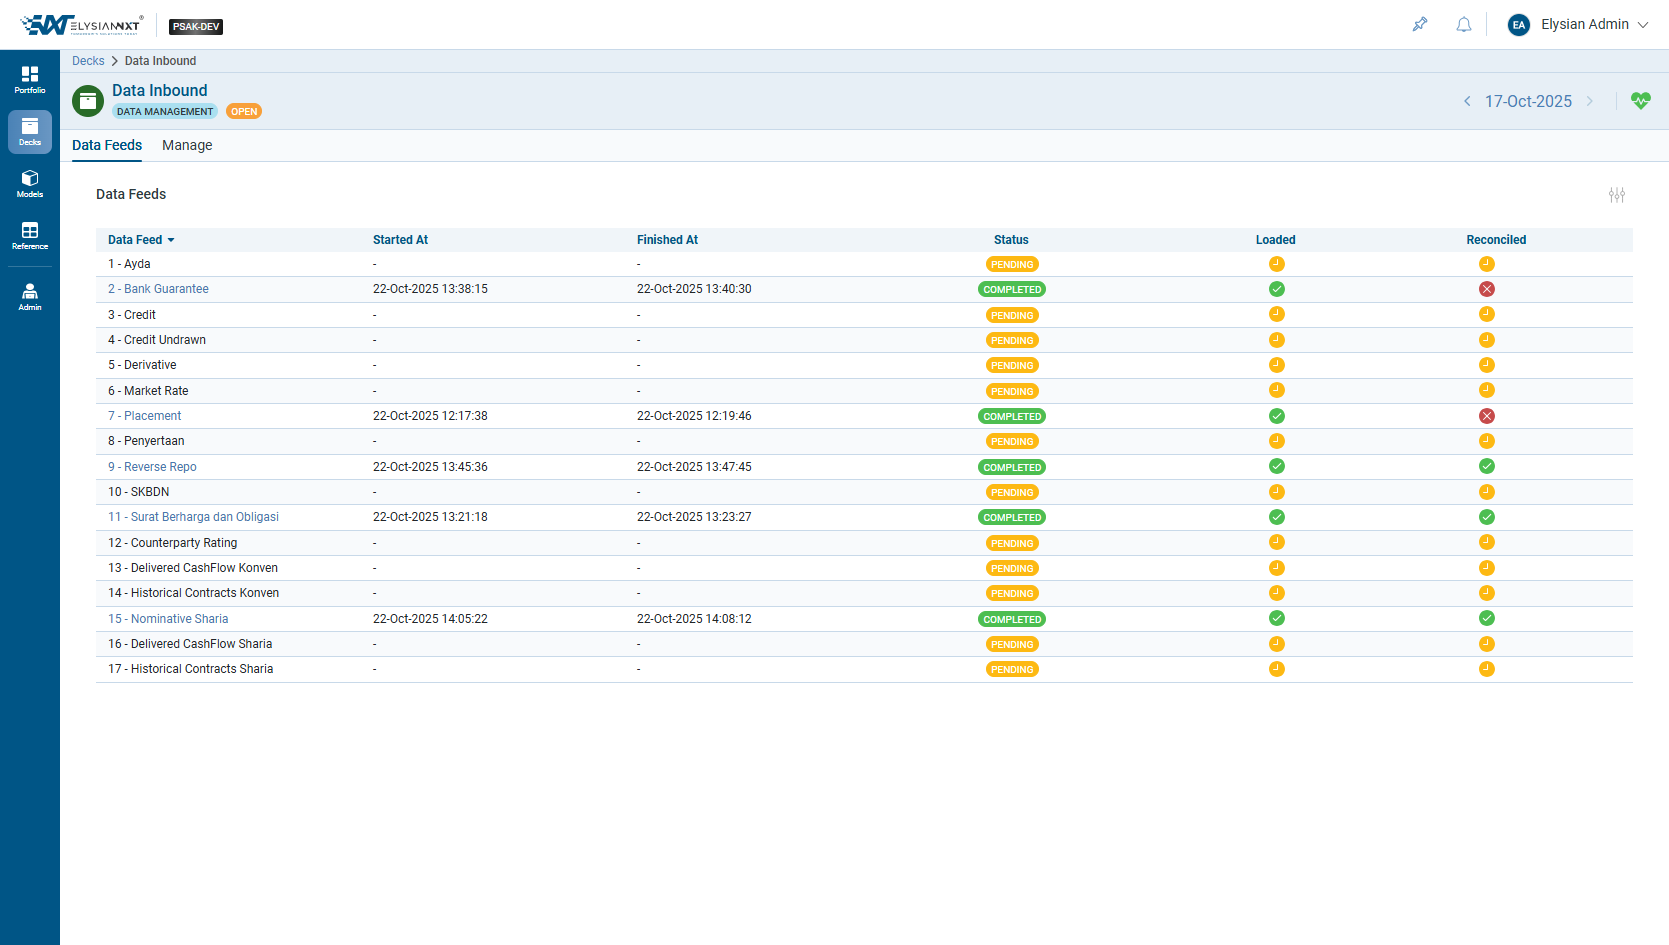 NXT ELYSIANNXT®
TOMORROW'S SOLUTIONS TODAY
PSAK-DEV
EA Elysian Admin
Portfolio
Decks
Models
Reference
Admin
Decks > Data Inbound
Data Inbound
DATA MANAGEMENT OPEN
< 17-Oct-2025 >
Data Feeds Manage
Data Feeds
Data Feed Started At Finished At Status Loaded Reconciled
1 - Ayda - - PENDING
2 - Bank Guarantee 22-Oct-2025 13:38:15 22-Oct-2025 13:40:30 COMPLETED
3 - Credit - - PENDING
4 - Credit Undrawn - - PENDING
5 - Derivative - - PENDING
6 - Market Rate - - PENDING
7 - Placement 22-Oct-2025 12:17:38 22-Oct-2025 12:19:46 COMPLETED
8 - Penyertaan - - PENDING
9 - Reverse Repo 22-Oct-2025 13:45:36 22-Oct-2025 13:47:45 COMPLETED
10 - SKBDN - - PENDING
11 - Surat Berharga dan Obligasi 22-Oct-2025 13:21:18 22-Oct-2025 13:23:27 COMPLETED
12 - Counterparty Rating - - PENDING
13 - Delivered CashFlow Konven - - PENDING
14 - Historical Contracts Konven - - PENDING
15 - Nominative Sharia 22-Oct-2025 14:05:22 22-Oct-2025 14:08:12 COMPLETED
16 - Delivered CashFlow Sharia - - PENDING
17 - Historical Contracts Sharia - - PENDING